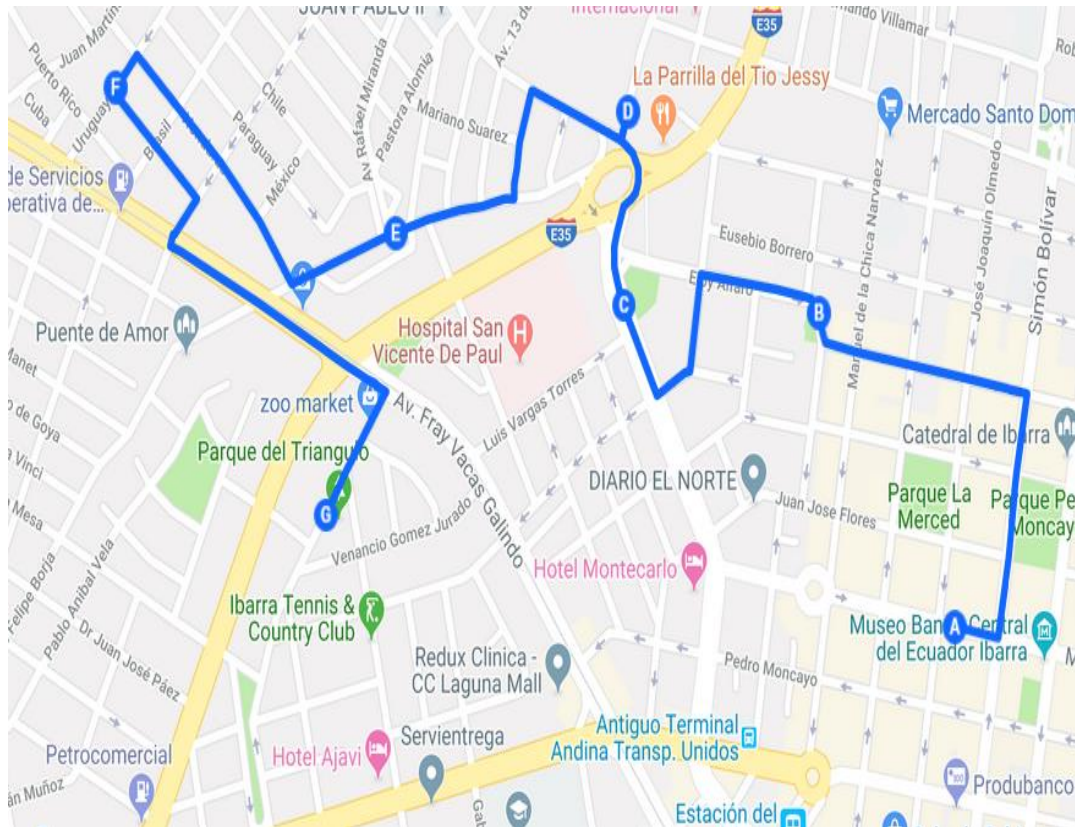 JUAN PABLO II
Internacional
Armando Villamar
E35
Juan Martín
Av. 13 de
Puerto Rico
F
Cuba
Uruguay
Brasil
Chile
Paraguay
México
Av Rafael Miranda
Pastora Alomía
Mariano Suarez
D
La Parrilla del Tio Jessy
Mercado Santo Dom
de Servicios
perativa de...
E
E35
Eusebio Borrero
Manuel de la Chica Narvaez
José Joaquín Olmedo
Simón Bolívar
Eloy Alfaro
C
B
Puente de Amor
Hospital San
Vicente De Paul
H
Manet
o de Goya
a Vinci
zoo market
Av. Fray Vacas Galindo
Luis Vargas Torres
Catedral de Ibarra
Parque del Triangulo
G
DIARIO EL NORTE
Parque La
Merced
Parque Pe
Moncay
Juan Jose Flores
Mesa
Felipe Borja
Pablo Anibal Vela
Venancio Gomez Jurado
Hotel Montecarlo
Ibarra Tennis &
Country Club
A
Museo Banco Central
del Ecuador Ibarra
Dr Juan José Páez
Redux Clinica -
CC Laguna Mall
Pedro Moncayo
M
Petrocomercial
Hotel Ajavi
Servientrega
Antiguo Terminal
Andina Transp. Unidos
án Muñoz
Produbanco
Estación del